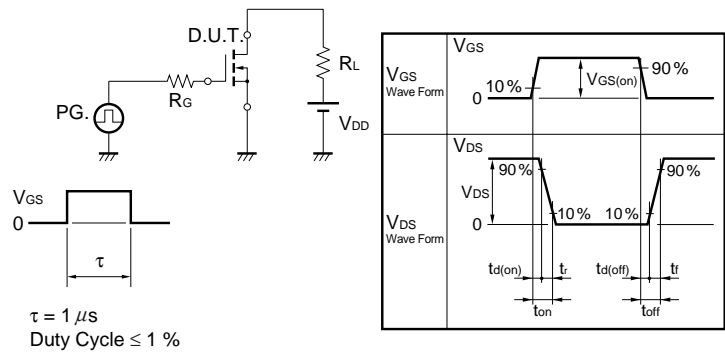 D.U.T.
RL
RG
PG.
VDD
VGS
0
τ
τ = 1 μs
Duty Cycle ≤ 1 %
VGS
Wave Form
VGS
10 %
0
VGS(on)
90 %
VDS
Wave Form
VDS
90 %
VDS
90 %
10 %
10 %
0
td(on)
tr
td(off)
tf
ton
toff